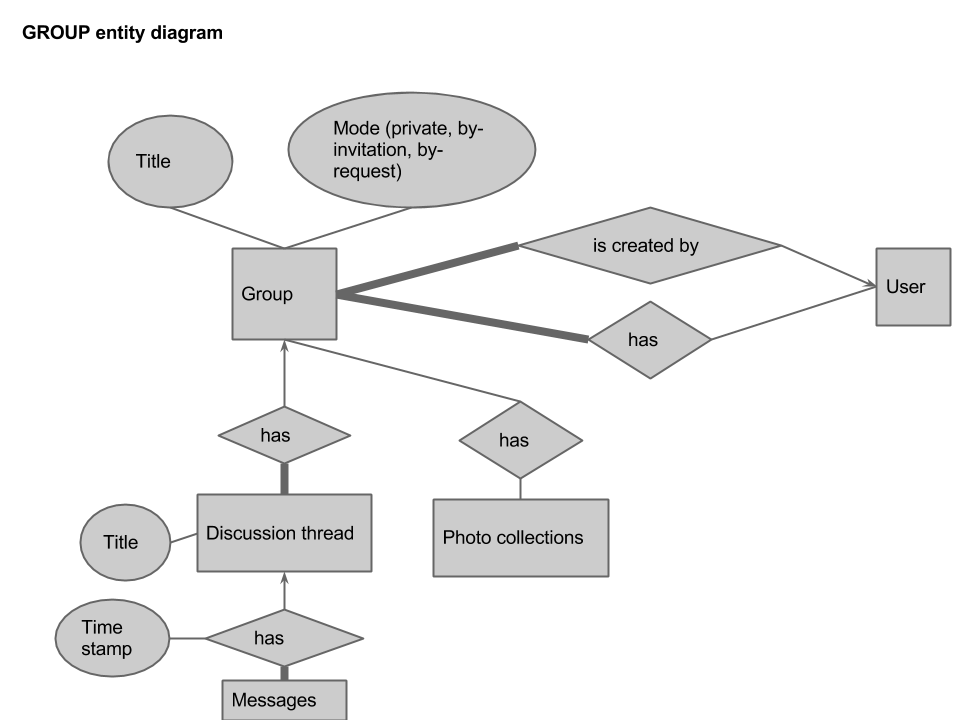 GROUP entity diagram
Mode (private, by-
invitation, by-
request)
Title
is created by
User
Group
has
has
has
Discussion thread
Photo collections
Title
Time
stamp
has
Messages